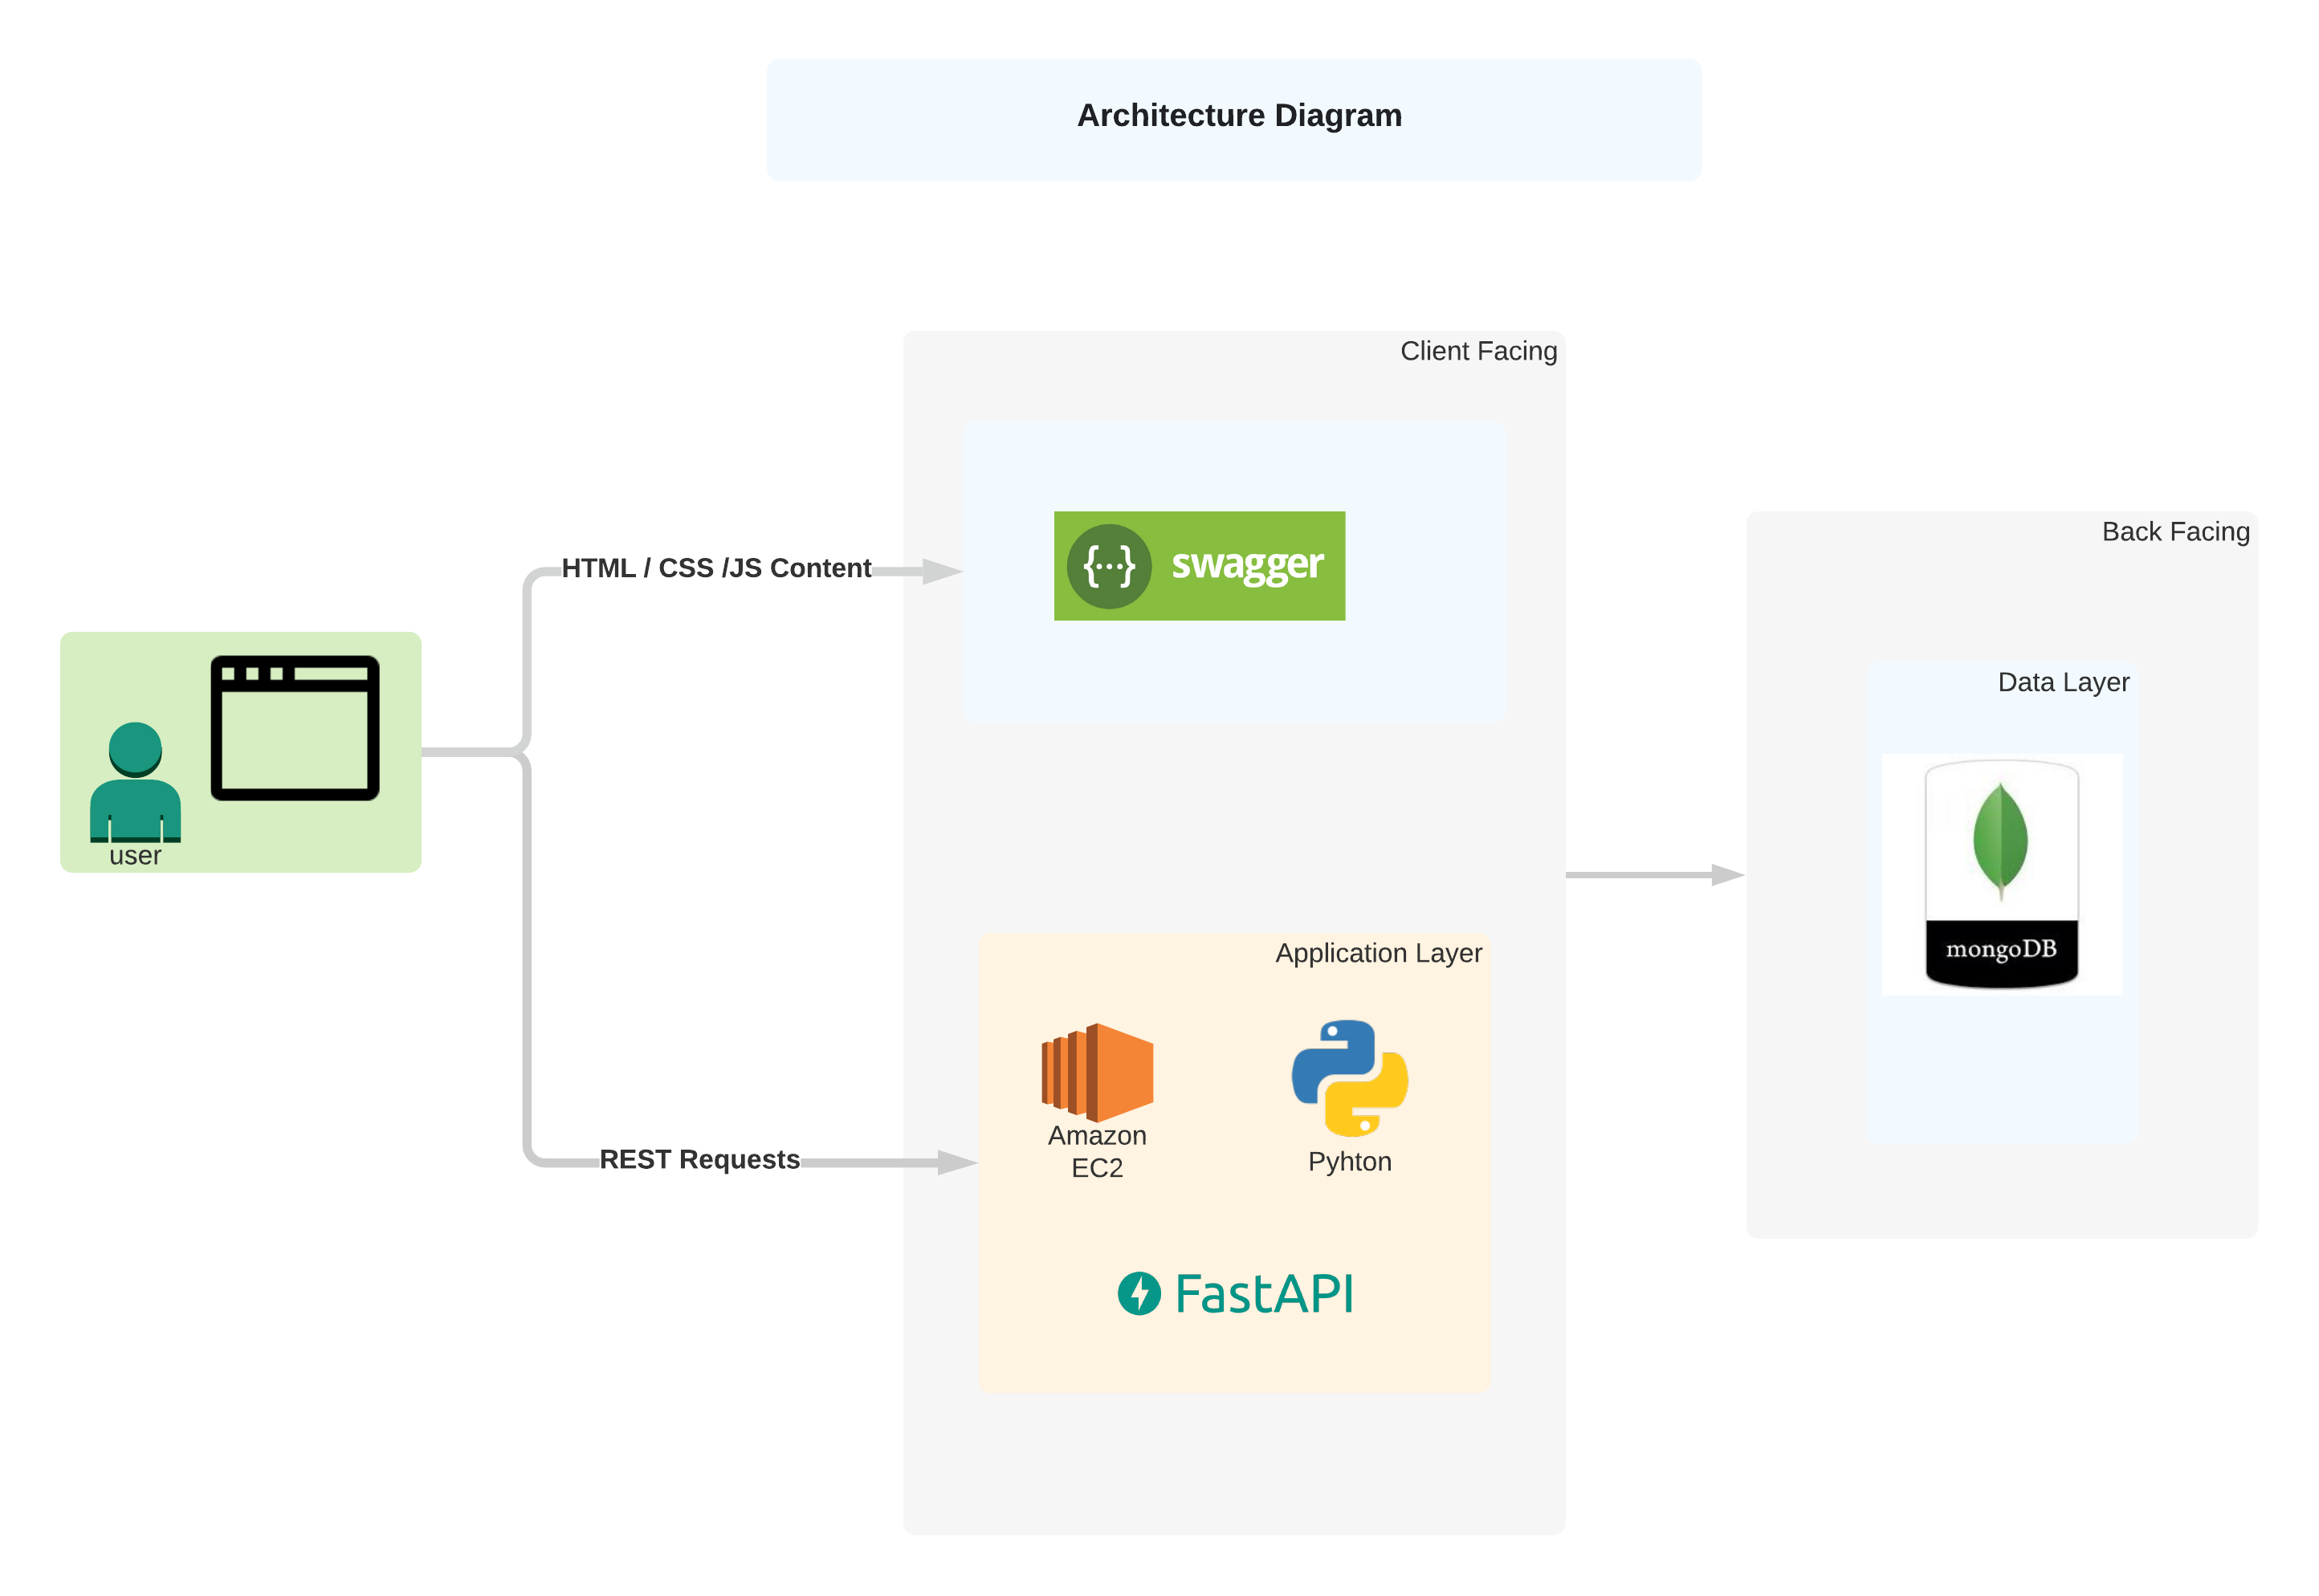 Architecture Diagram
Client Facing
swagger
HTML / CSS /JS Content
Back Facing
Data Layer
mongoDB
user
Application Layer
Amazon
EC2
Pyhton
REST Requests
FastAPI